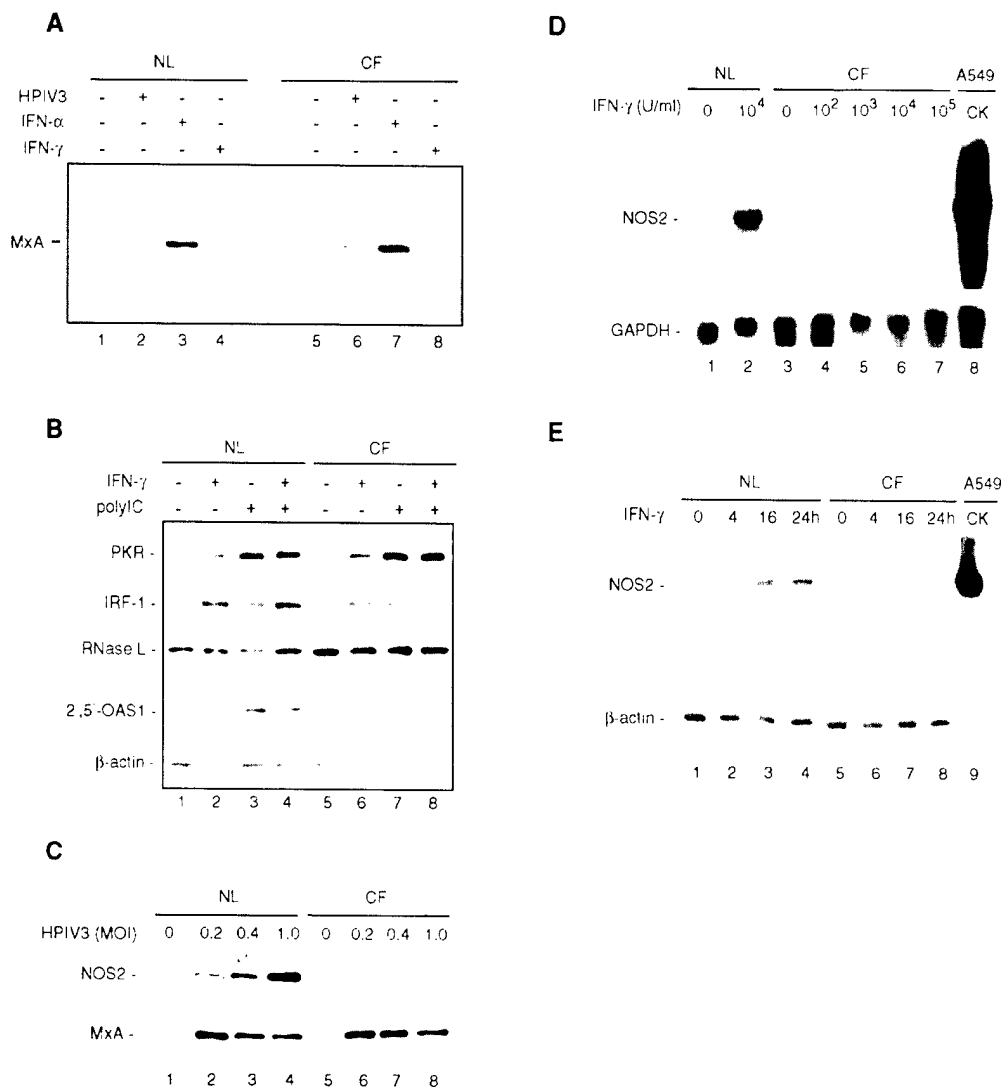 A
NL CF
HPIV3 - + - - - + - -
IFN-α - - + - - - + -
IFN-γ - - - + - - - +
MxA -
1 2 3 4 5 6 7 8
B
NL CF
IFN-γ - + - + - + - +
polyIC - - + + - - + +
PKR -
IRF-1 -
RNase L -
2,5'-OAS1 -
β-actin -
1 2 3 4 5 6 7 8
C
NL CF
HPIV3 (MOI) 0 0.2 0.4 1.0 0 0.2 0.4 1.0
NOS2 -
MxA -
1 2 3 4 5 6 7 8
D
NL CF A549
IFN-γ (U/ml) 0 10⁴ 0 10² 10³ 10⁴ 10⁵ CK
NOS2 -
GAPDH -
1 2 3 4 5 6 7 8
E
NL CF A549
IFN-γ 0 4 16 24h 0 4 16 24h CK
NOS2 -
β-actin -
1 2 3 4 5 6 7 8 9